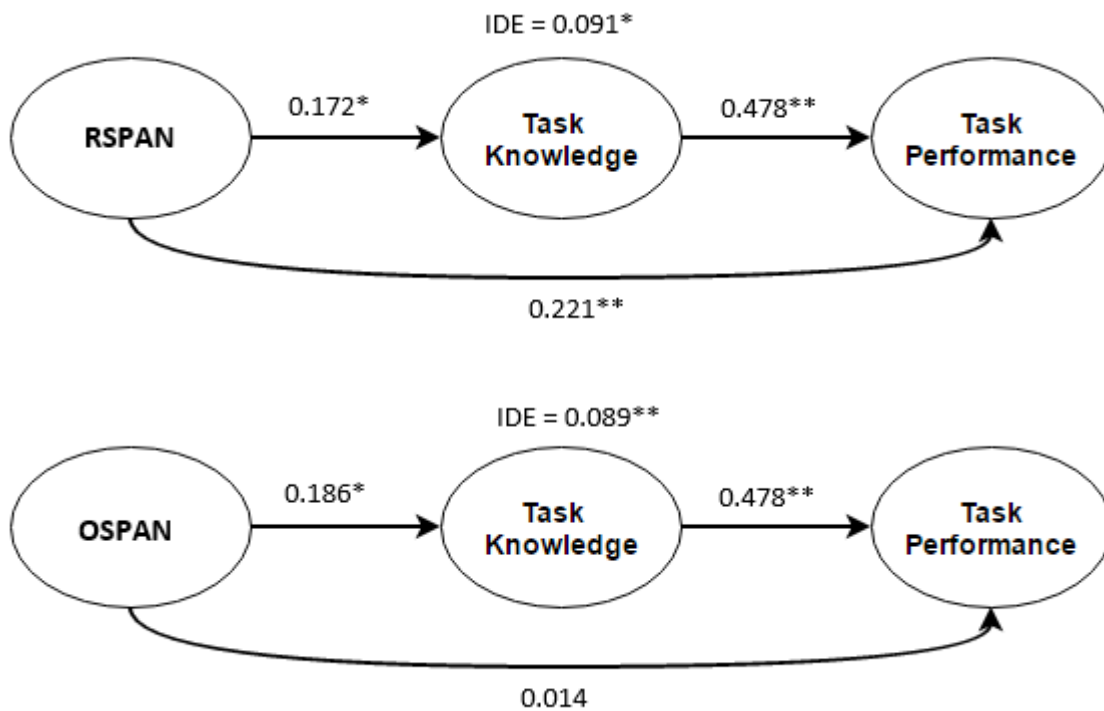 IDE = 0.091*
0.172*
0.478**
RSPAN
Task
Knowledge
Task
Performance
0.221**
IDE = 0.089**
0.186*
0.478**
OSPAN
Task
Knowledge
Task
Performance
0.014